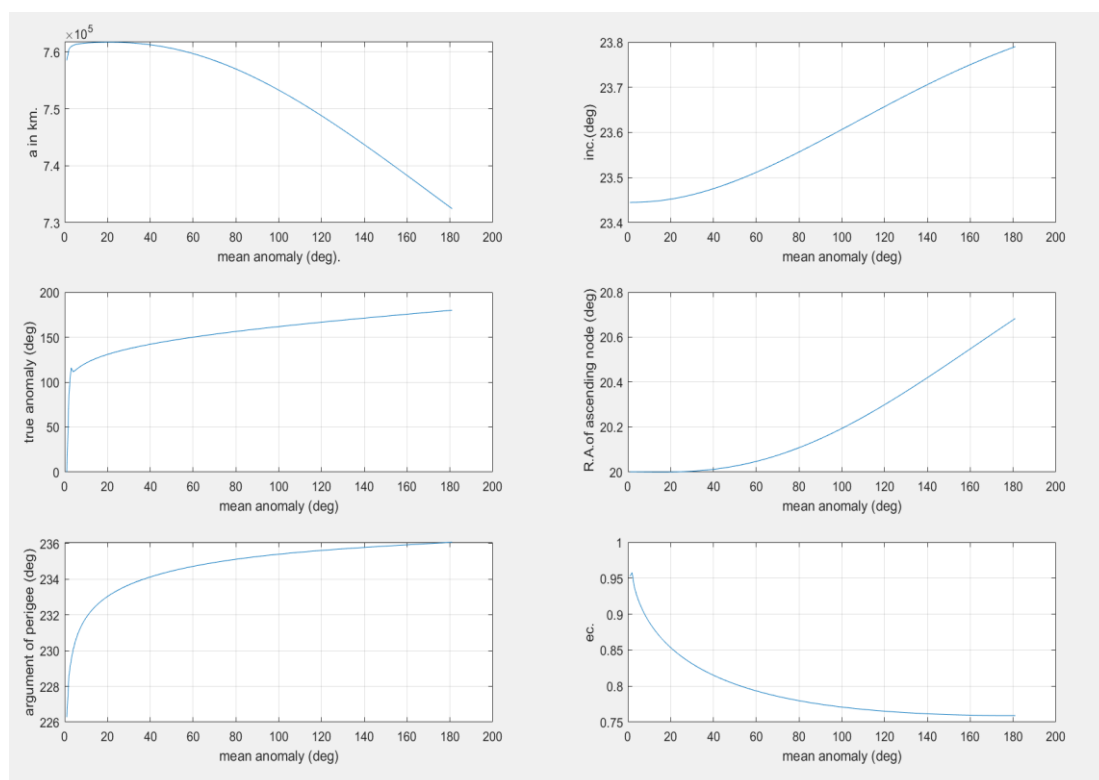 ×10⁵
7.6
7.5
7.4
7.3
a in km.
0 20 40 60 80 100 120 140 160 180 200
mean anomaly (deg).
23.8
23.7
23.6
23.5
23.4
inc.(deg)
0 20 40 60 80 100 120 140 160 180 200
mean anomaly (deg)
200
150
100
50
0
true anomaly (deg)
0 20 40 60 80 100 120 140 160 180 200
mean anomaly (deg)
20.8
20.6
20.4
20.2
20
R.A.of ascending node (deg)
0 20 40 60 80 100 120 140 160 180 200
mean anomaly (deg)
236
234
232
230
228
226
argument of perigee (deg)
0 20 40 60 80 100 120 140 160 180 200
mean anomaly (deg)
1
0.95
0.9
0.85
0.8
0.75
ec.
0 20 40 60 80 100 120 140 160 180 200
mean anomaly (deg)